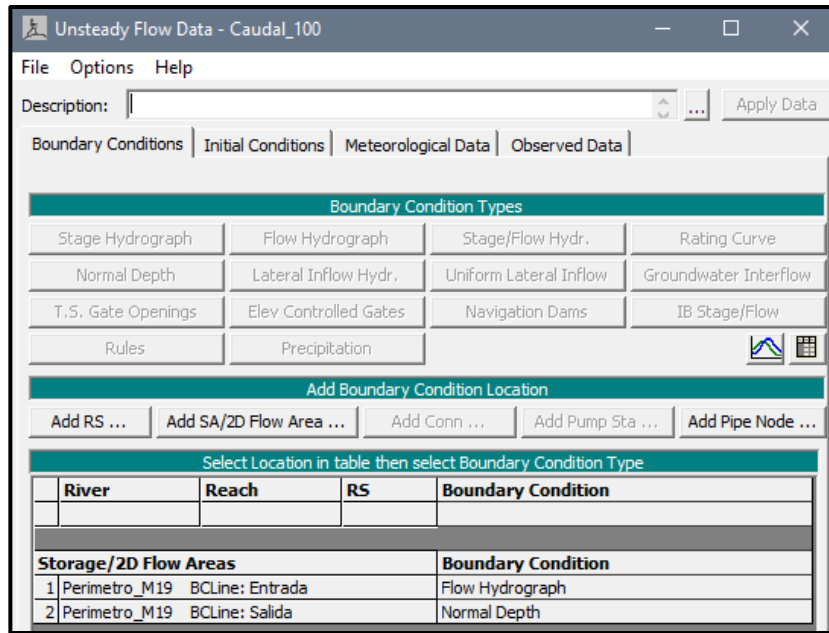 Unsteady Flow Data - Caudal_100
File Options Help
Description: ... Apply Data
Boundary Conditions Initial Conditions Meteorological Data Observed Data
Boundary Condition Types
Stage Hydrograph Flow Hydrograph Stage/Flow Hydr. Rating Curve
Normal Depth Lateral Inflow Hydr. Uniform Lateral Inflow Groundwater Interflow
T.S. Gate Openings Elev Controlled Gates Navigation Dams IB Stage/Flow
Rules Precipitation
Add Boundary Condition Location
Add RS ... Add SA/2D Flow Area ... Add Conn ... Add Pump Sta ... Add Pipe Node ...
Select Location in table then select Boundary Condition Type
River Reach RS Boundary Condition
Storage/2D Flow Areas Boundary Condition
1 Perimetro_M19 BCLine: Entrada Flow Hydrograph
2 Perimetro_M19 BCLine: Salida Normal Depth